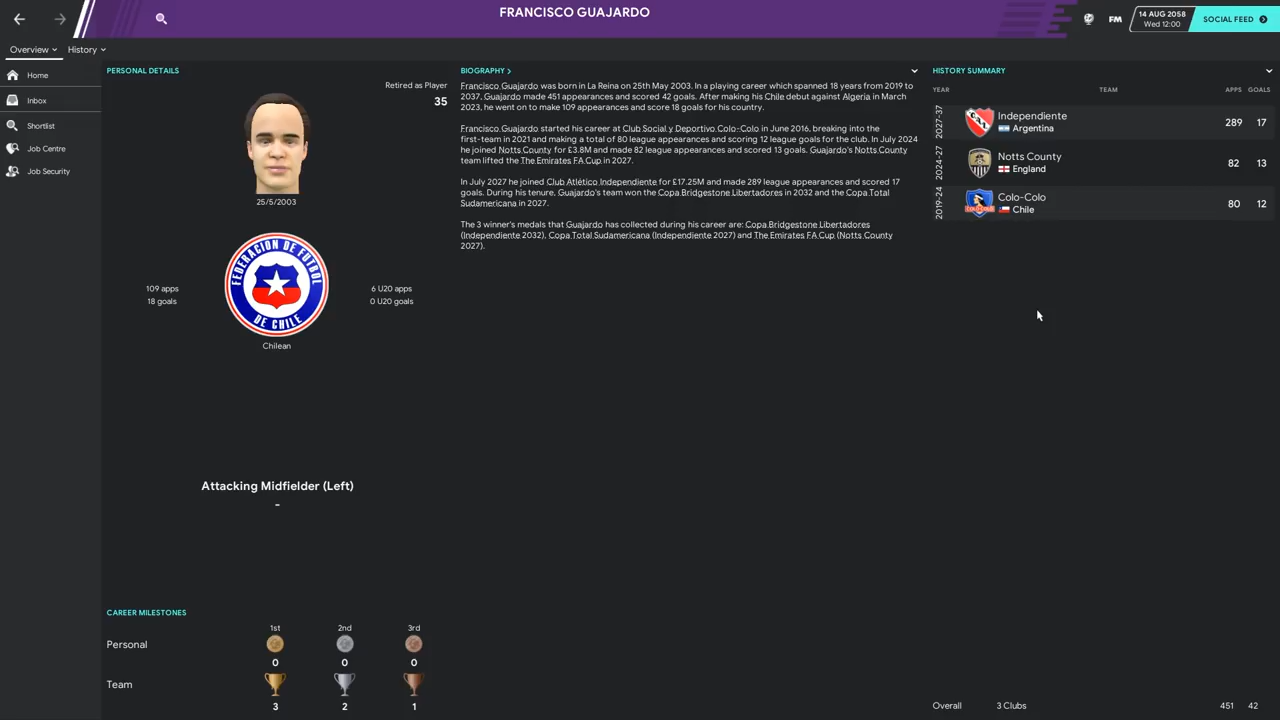 FRANCISCO GUAJARDO
FM
14 AUG 2058
Wed 12:00
SOCIAL FEED
Overview
History
Home
Inbox
Shortlist
Job Centre
Job Security
PERSONAL DETAILS
Retired as Player
35
25/5/2003
FEDERACION DE FUTBOL
DE CHILE
109 apps
18 goals
6 U20 apps
0 U20 goals
Chilean
Attacking Midfielder (Left)
-
CAREER MILESTONES
1st 2nd 3rd
Personal
0 0 0
Team
3 2 1
BIOGRAPHY
Francisco Guajardo was born in La Reina on 25th May 2003. In a playing career which spanned 18 years from 2019 to
2037, Guajardo made 451 appearances and scored 42 goals. After making his Chile debut against Algeria in March
2023, he went on to make 109 appearances and score 18 goals for his country.
Francisco Guajardo started his career at Club Social y Deportivo Colo-Colo in June 2016, breaking into the
first-team in 2021 and making a total of 80 league appearances and scoring 12 league goals for the club. In July 2024
he joined Notts County for £3.8M and made 82 league appearances and scored 13 goals. Guajardo's Notts County
team lifted the The Emirates FA Cup in 2027.
In July 2027 he joined Club Atlético Independiente for £17.25M and made 289 league appearances and scored 17
goals. During his tenure, Guajardo's team won the Copa Bridgestone Libertadores in 2032 and the Copa Total
Sudamericana in 2027.
The 3 winner's medals that Guajardo has collected during his career are: Copa Bridgestone Libertadores
(Independiente 2032), Copa Total Sudamericana (Independiente 2027) and The Emirates FA Cup (Notts County
2027).
HISTORY SUMMARY
YEAR TEAM APPS GOALS
2027-37 Independiente 289 17
Argentina
2024-27 Notts County 82 13
England
2019-24 Colo-Colo 80 12
Chile
Overall 3 Clubs 451 42